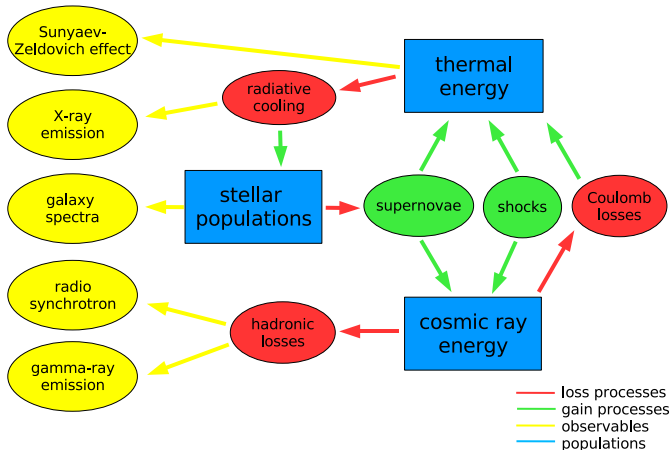 Sunyaev-
Zeldovich effect
thermal
energy
radiative
cooling
X-ray
emission
stellar
populations
galaxy
spectra
supernovae
shocks
Coulomb
losses
radio
synchrotron
hadronic
losses
cosmic ray
energy
gamma-ray
emission
loss processes
gain processes
observables
populations